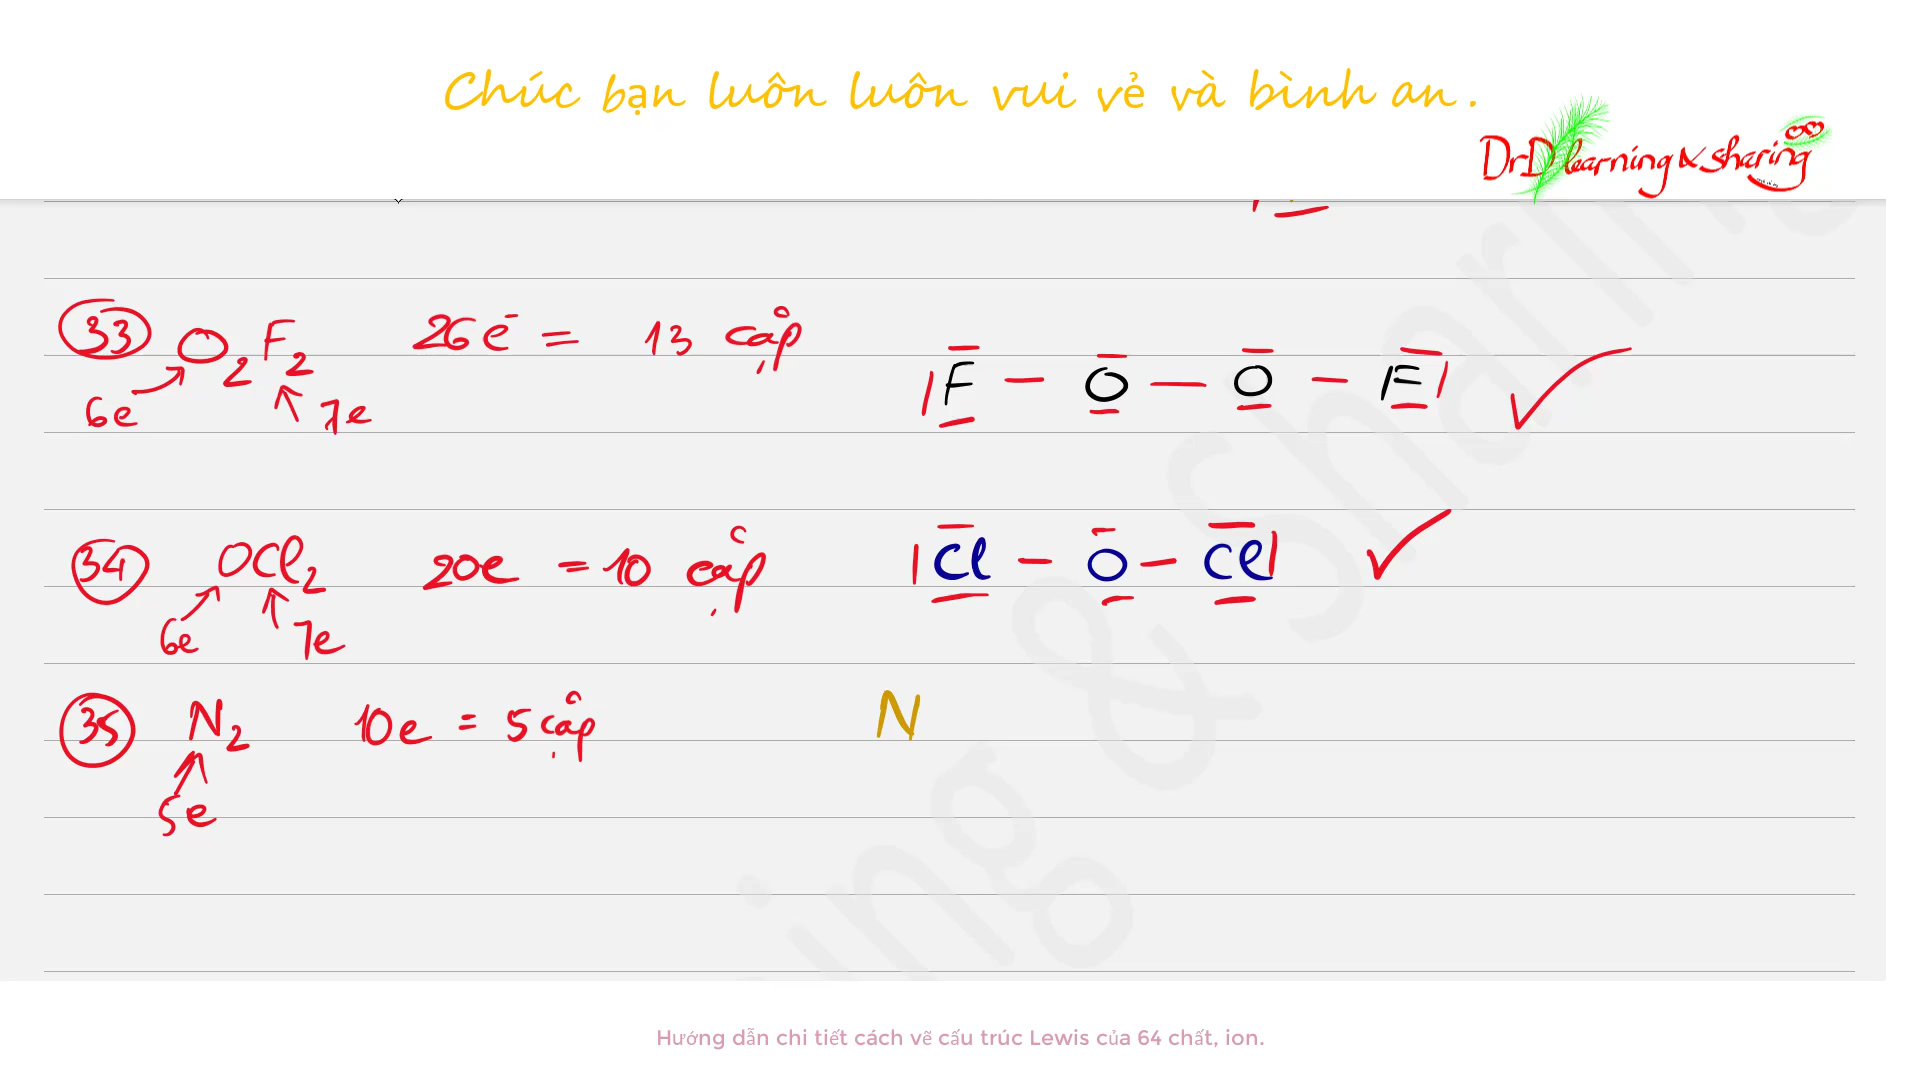 Chúc bạn luôn luôn vui vẻ và bình an.
DrD learning & sharing
33 O2F2 26e- = 13 cặp |F - O - O - F|
6e 7e
34 OCl2 20e = 10 cặp |Cl - O - Cl|
6e 7e
35 N2 10e = 5 cặp N
5e
ing & Sharing
Hướng dẫn chi tiết cách vẽ cấu trúc Lewis của 64 chất, ion.